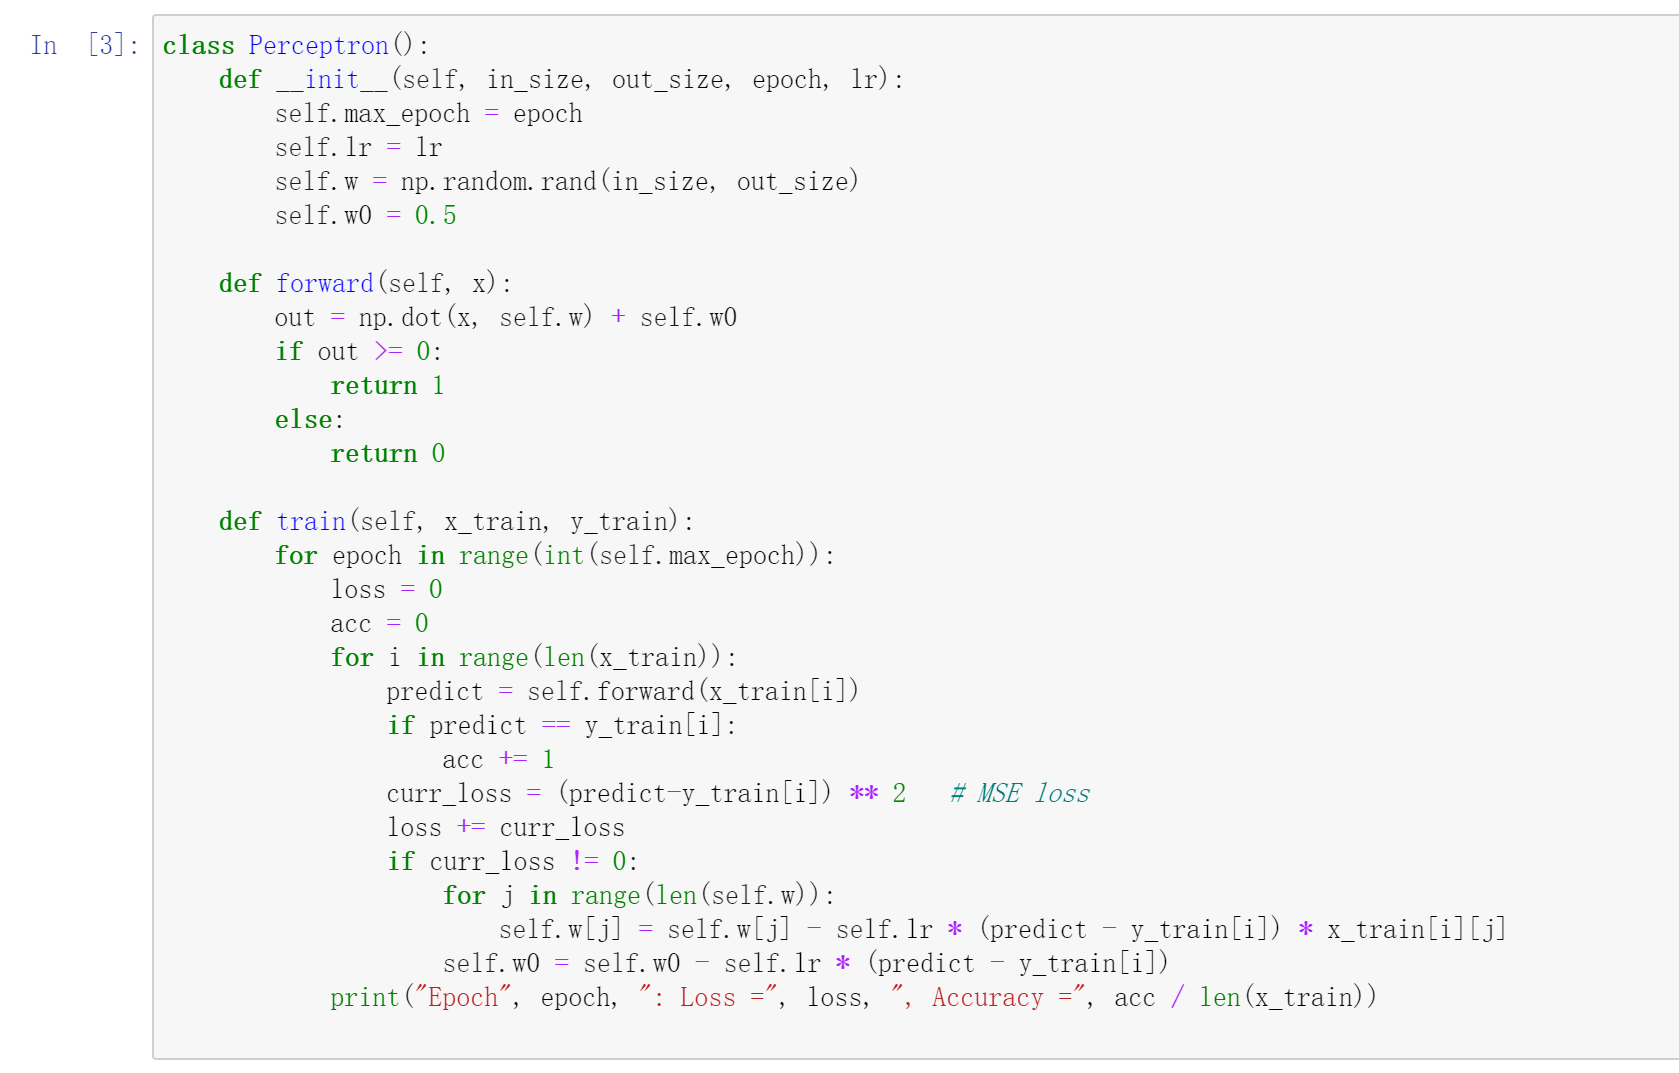 In [3]: class Perceptron():
    def __init__(self, in_size, out_size, epoch, lr):
        self.max_epoch = epoch
        self.lr = lr
        self.w = np.random.rand(in_size, out_size)
        self.w0 = 0.5

    def forward(self, x):
        out = np.dot(x, self.w) + self.w0
        if out >= 0:
            return 1
        else:
            return 0

    def train(self, x_train, y_train):
        for epoch in range(int(self.max_epoch)):
            loss = 0
            acc = 0
            for i in range(len(x_train)):
                predict = self.forward(x_train[i])
                if predict == y_train[i]:
                    acc += 1
                curr_loss = (predict-y_train[i]) ** 2   # MSE loss
                loss += curr_loss
                if curr_loss != 0:
                    for j in range(len(self.w)):
                        self.w[j] = self.w[j] - self.lr * (predict - y_train[i]) * x_train[i][j]
                    self.w0 = self.w0 - self.lr * (predict - y_train[i])
            print("Epoch", epoch, ": Loss =", loss, ", Accuracy =", acc / len(x_train))